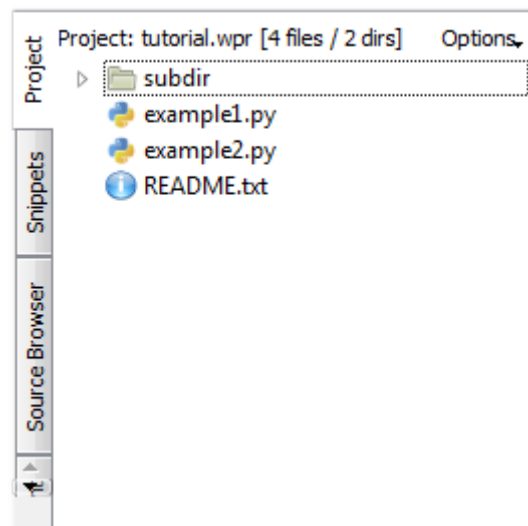 Project: tutorial.wpr [4 files / 2 dirs] Options
subdir
example1.py
example2.py
README.txt
Project
Snippets
Source Browser